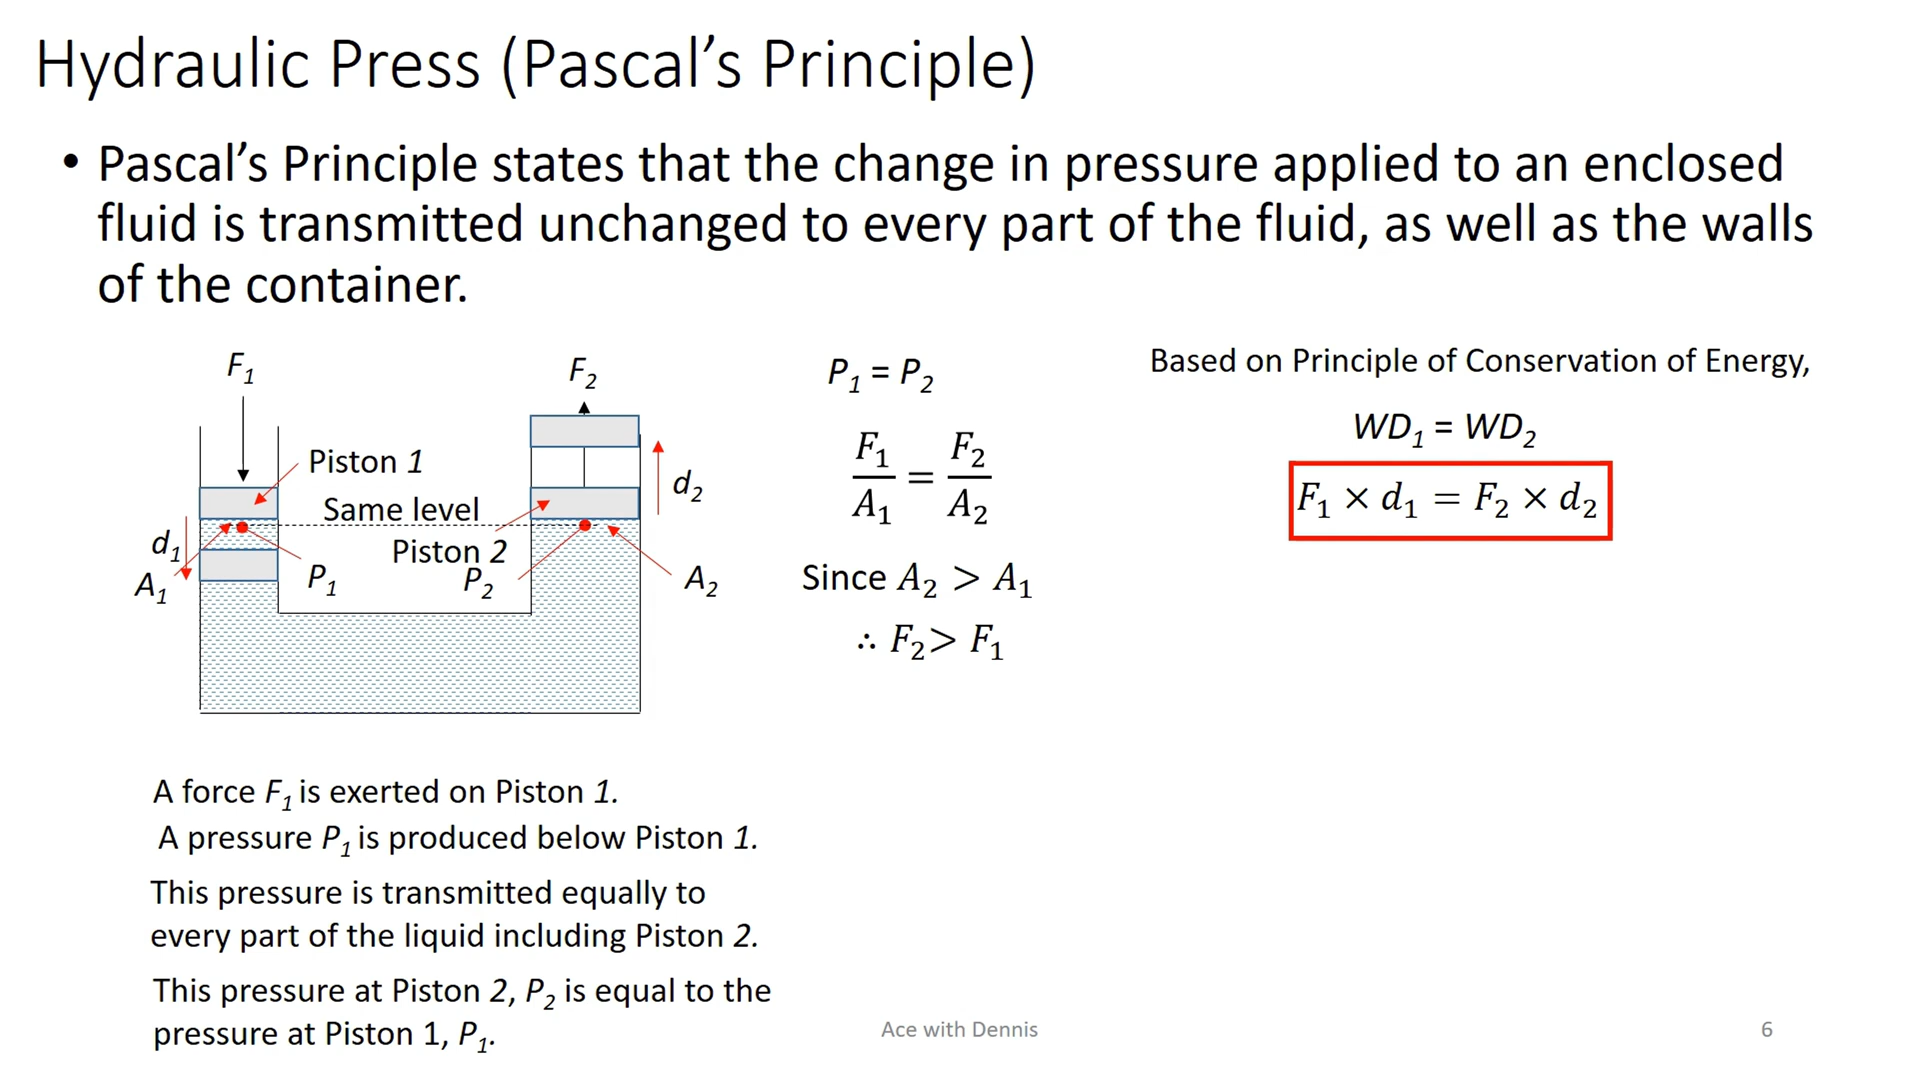 Hydraulic Press (Pascal’s Principle)
• Pascal’s Principle states that the change in pressure applied to an enclosed
fluid is transmitted unchanged to every part of the fluid, as well as the walls
of the container.
F₁
F₂
Piston 1
Same level
Piston 2
d₁
d₂
A₁
P₁
P₂
A₂
P₁ = P₂
F₁/A₁ = F₂/A₂
Since A₂ > A₁
∴ F₂> F₁
Based on Principle of Conservation of Energy,
WD₁ = WD₂
F₁ × d₁ = F₂ × d₂
A force F₁ is exerted on Piston 1.
A pressure P₁ is produced below Piston 1.
This pressure is transmitted equally to
every part of the liquid including Piston 2.
This pressure at Piston 2, P₂ is equal to the
pressure at Piston 1, P₁.
Ace with Dennis
6